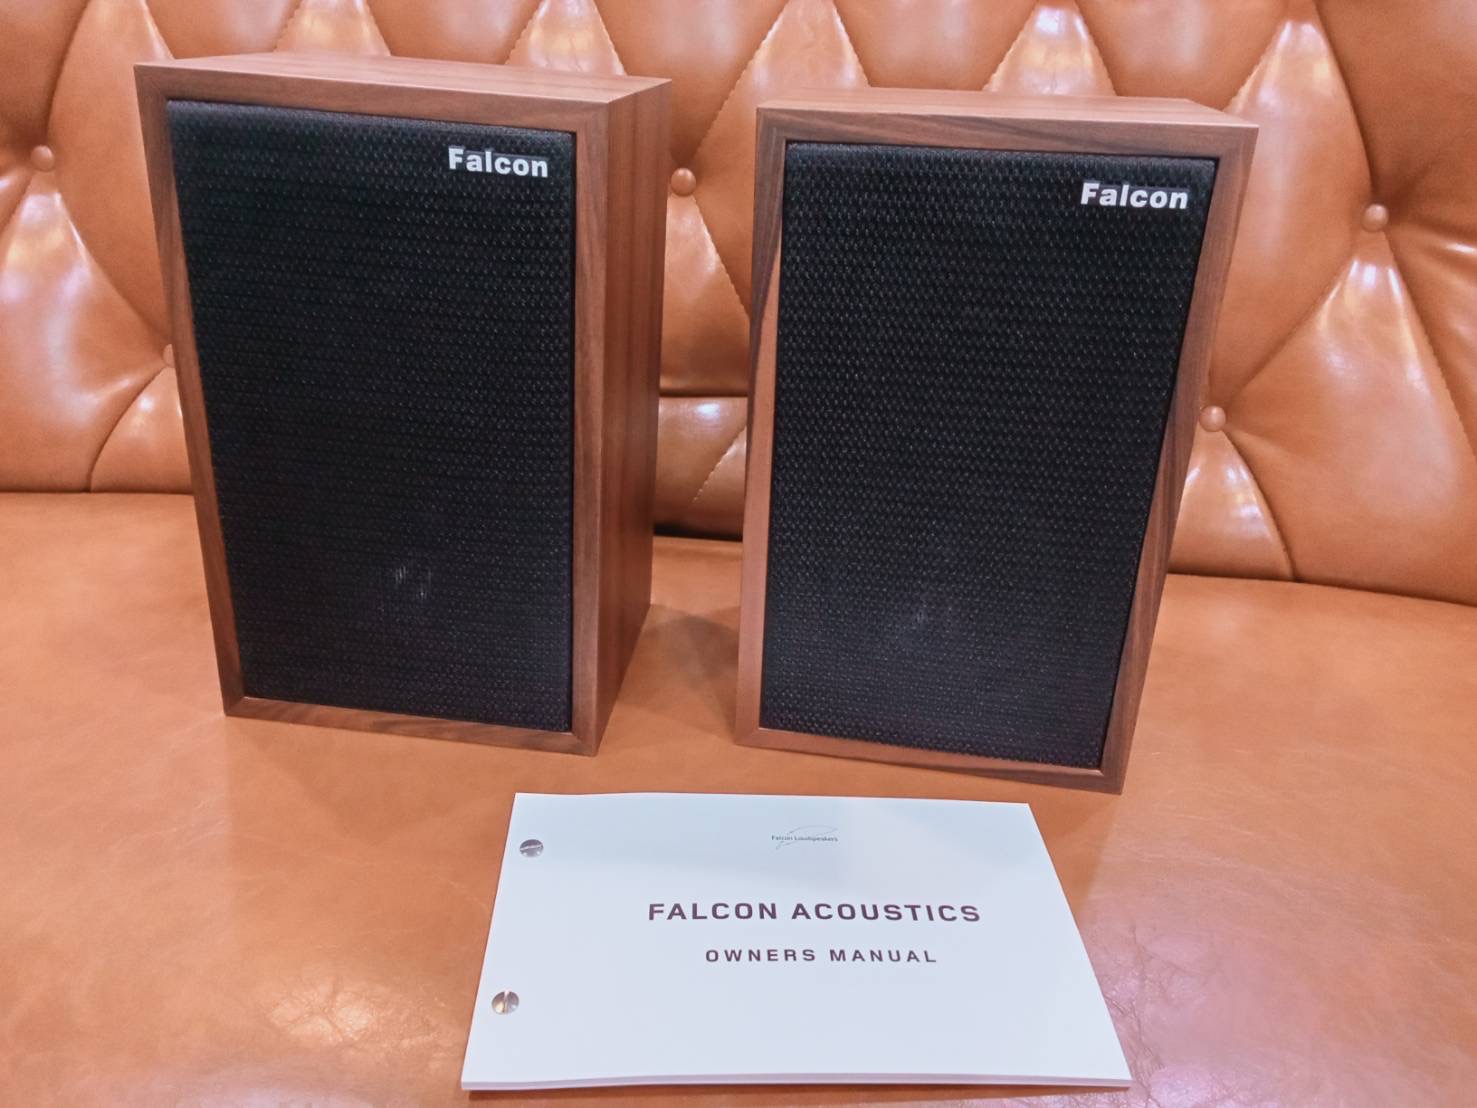 Falcon
Falcon
Falcon Loudspeakers
FALCON ACOUSTICS
OWNERS MANUAL